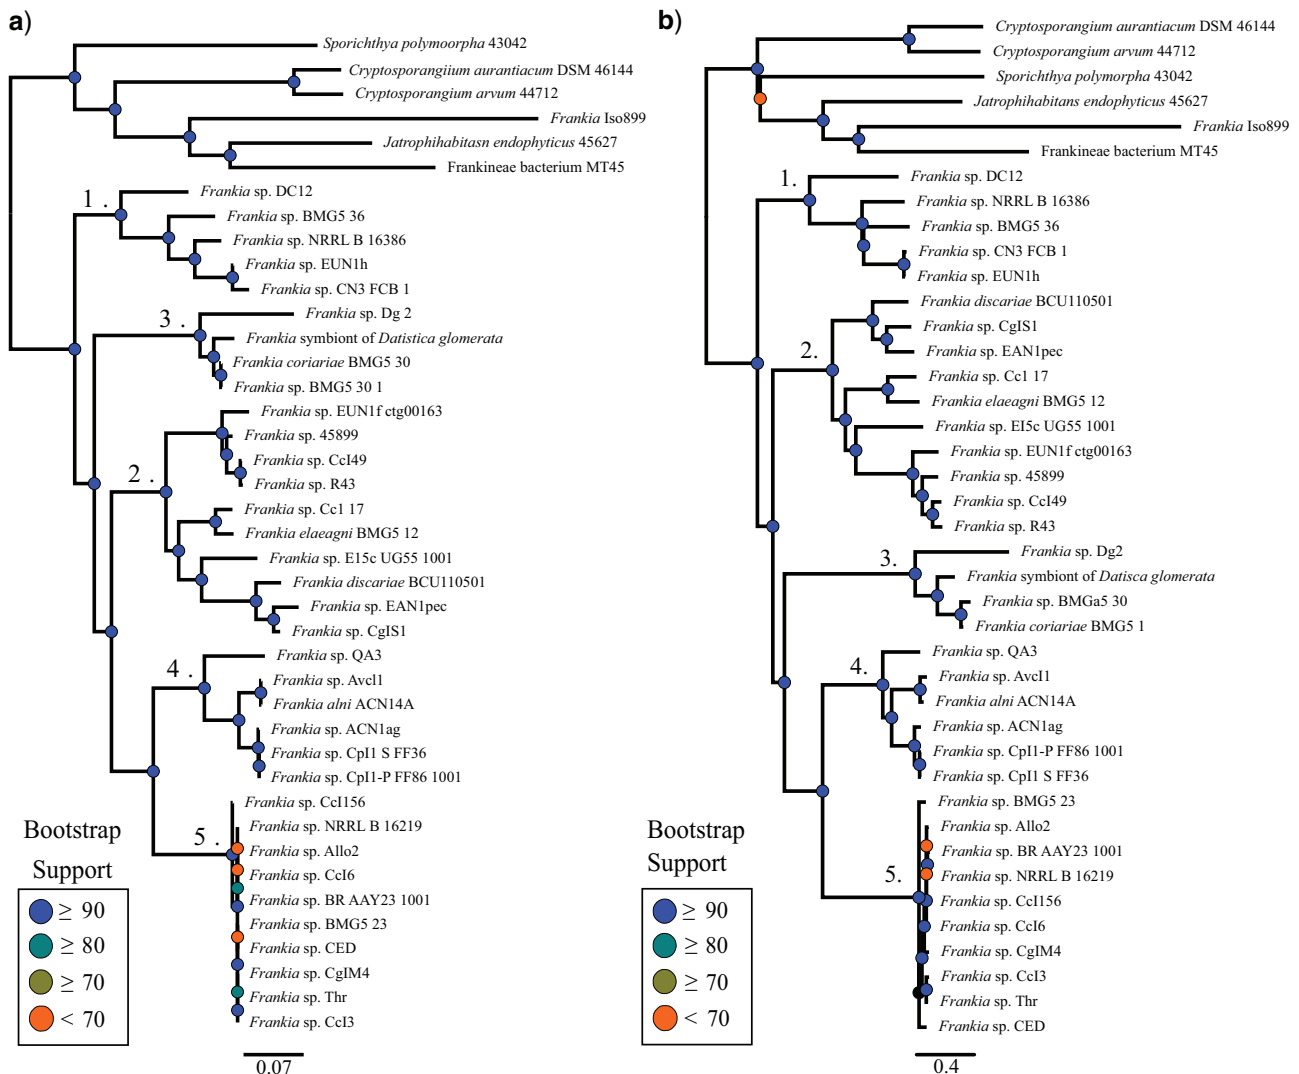 a)
Sporichthya polymoorpha 43042
Cryptosporangiium aurantiacum DSM 46144
Cryptosporangium arvum 44712
Frankia Iso899
Jatrophihabitasn endophyticus 45627
Frankineae bacterium MT45
1 .
Frankia sp. DC12
Frankia sp. BMG5 36
Frankia sp. NRRL B 16386
Frankia sp. EUN1h
Frankia sp. CN3 FCB 1
3 .
Frankia sp. Dg 2
Frankia symbiont of Datistica glomerata
Frankia coriariae BMG5 30
Frankia sp. BMG5 30 1
2 .
Frankia sp. EUN1f ctg00163
Frankia sp. 45899
Frankia sp. CcI49
Frankia sp. R43
Frankia sp. Cc1 17
Frankia elaeagni BMG5 12
Frankia sp. E15c UG55 1001
Frankia discariae BCU110501
Frankia sp. EAN1pec
Frankia sp. CgIS1
4 .
Frankia sp. QA3
Frankia sp. AvcI1
Frankia alni ACN14A
Frankia sp. ACN1ag
Frankia sp. CpI1 S FF36
Frankia sp. CpI1-P FF86 1001
5 .
Frankia sp. CcI156
Frankia sp. NRRL B 16219
Frankia sp. Allo2
Frankia sp. CcI6
Frankia sp. BR AAY23 1001
Frankia sp. BMG5 23
Frankia sp. CED
Frankia sp. CgIM4
Frankia sp. Thr
Frankia sp. CcI3
Bootstrap
Support
≥ 90
≥ 80
≥ 70
< 70
0.07
b)
Cryptosporangium aurantiacum DSM 46144
Cryptosporangium arvum 44712
Sporichthya polymorpha 43042
Jatrophihabitans endophyticus 45627
Frankia Iso899
Frankineae bacterium MT45
1.
Frankia sp. DC12
Frankia sp. NRRL B 16386
Frankia sp. BMG5 36
Frankia sp. CN3 FCB 1
Frankia sp. EUN1h
2.
Frankia discariae BCU110501
Frankia sp. CgIS1
Frankia sp. EAN1pec
Frankia sp. Cc1 17
Frankia elaeagni BMG5 12
Frankia sp. EI5c UG55 1001
Frankia sp. EUN1f ctg00163
Frankia sp. 45899
Frankia sp. CcI49
Frankia sp. R43
3.
Frankia sp. Dg2
Frankia symbiont of Datisca glomerata
Frankia sp. BMGa5 30
Frankia coriariae BMG5 1
4.
Frankia sp. QA3
Frankia sp. AvcI1
Frankia alni ACN14A
Frankia sp. ACN1ag
Frankia sp. CpI1-P FF86 1001
Frankia sp. CpI1 S FF36
5.
Frankia sp. BMG5 23
Frankia sp. Allo2
Frankia sp. BR AAY23 1001
Frankia sp. NRRL B 16219
Frankia sp. CcI156
Frankia sp. CcI6
Frankia sp. CgIM4
Frankia sp. CcI3
Frankia sp. Thr
Frankia sp. CED
Bootstrap
Support
≥ 90
≥ 80
≥ 70
< 70
0.4